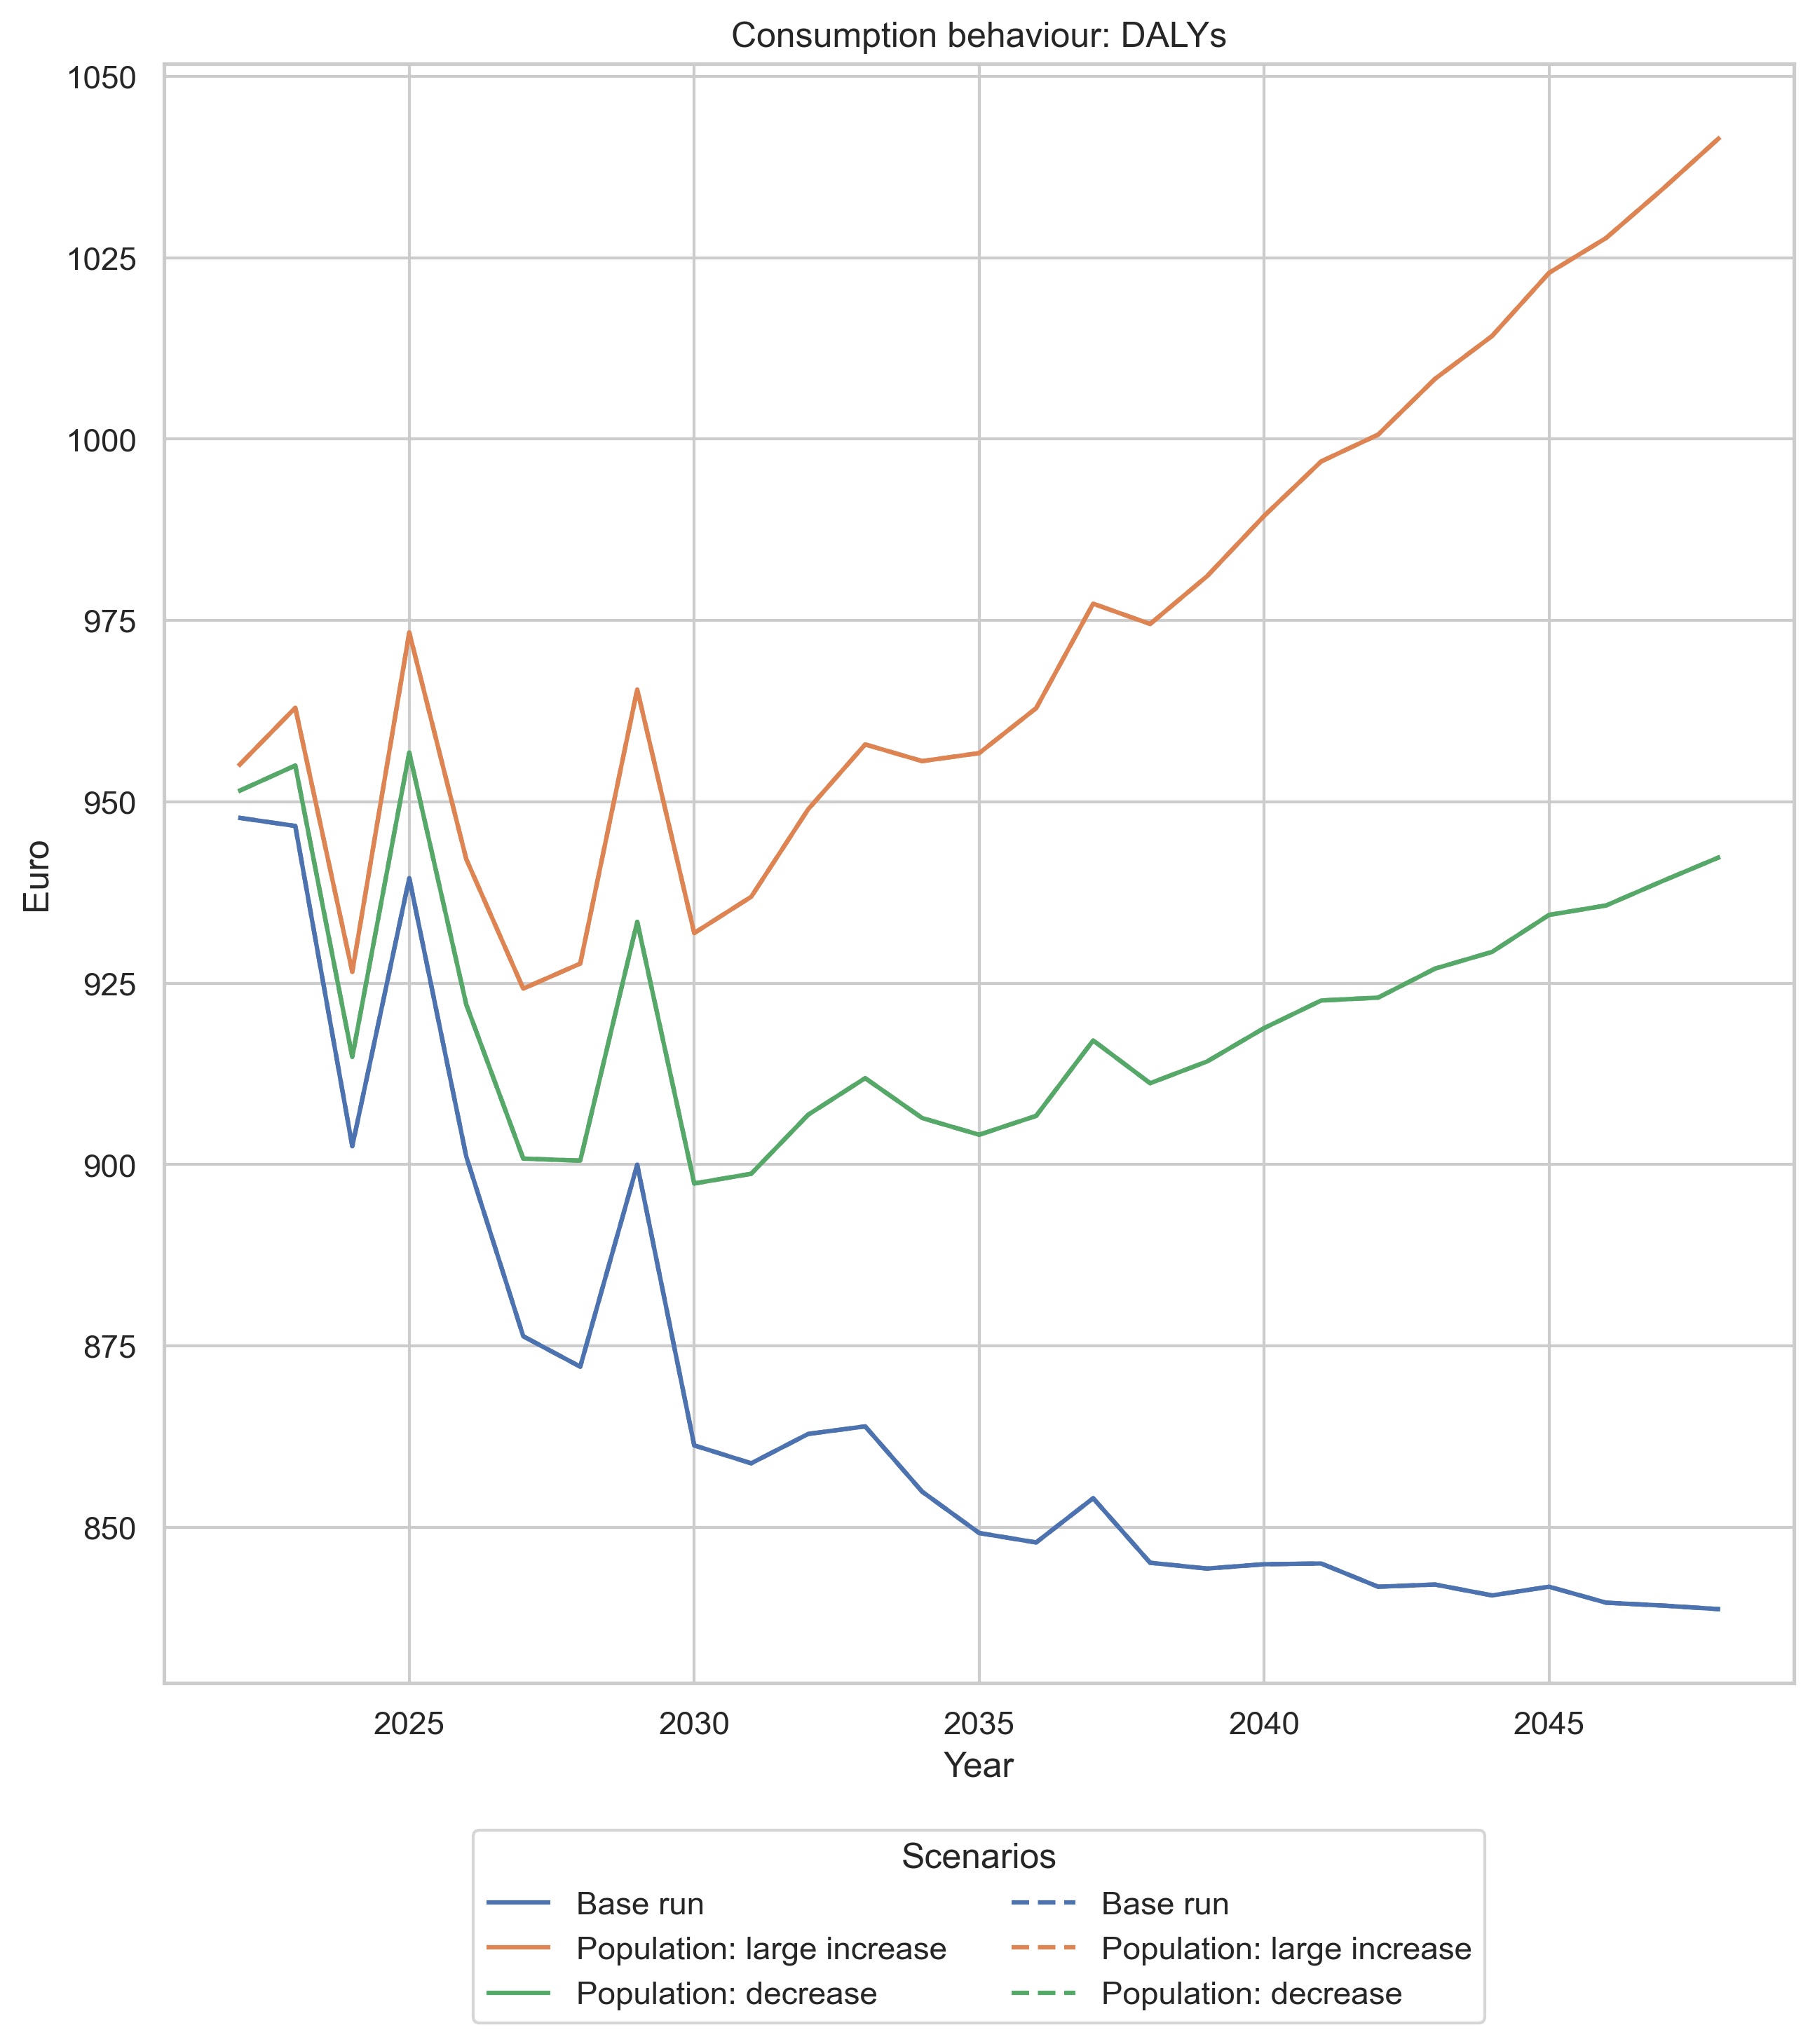 Consumption behaviour: DALYs
1050
1025
1000
975
950
925
900
875
850
Euro
2025 2030 2035 2040 2045
Year
Scenarios
Base run Base run
Population: large increase Population: large increase
Population: decrease Population: decrease